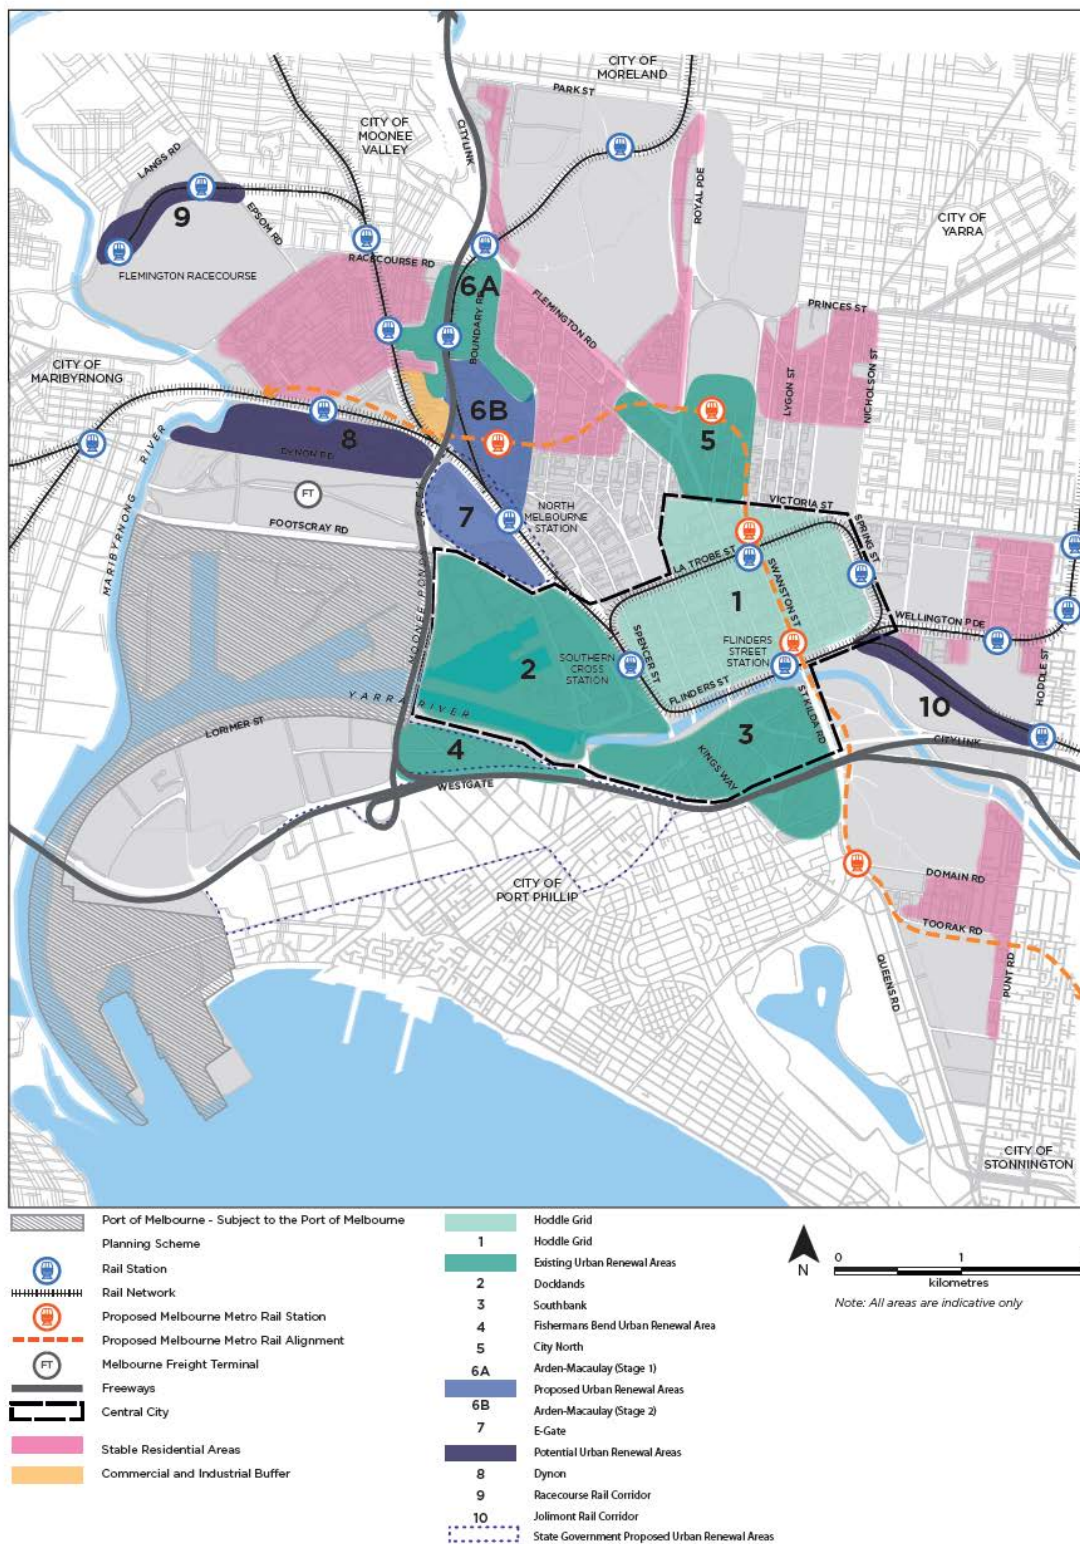 CITY OF
MORELAND
PARK ST
CITY OF
MOONEE
VALLEY
CITYLINK
LANGS RD
ROYAL PDE
9
EPSOM RD
CITY OF
YARRA
FLEMINGTON RACECOURSE
RACECOURSE RD
6A
BOUNDARY RD
FLEMINGTON RD
PRINCES ST
CITY OF
MARIBYRNONG
LYGON ST
NICHOLSON ST
6B
5
8
DYNON RD
MARIBYRNONG RIVER
FT
FOOTSCRAY RD
7
NORTH
MELBOURNE
STATION
VICTORIA ST
SPRING ST
LA TROBE ST
SWANSTON ST
1
MOONEE PONDS CREEK
WELLINGTON PDE
2
SOUTHERN
CROSS
STATION
SPENCER ST
FLINDERS
STREET
STATION
HODDLE ST
FLINDERS ST
YARRA RIVER
ST KILDA RD
10
LORIMER ST
3
CITYLINK
4
KINGS WAY
WESTGATE
CITY OF
PORT PHILLIP
DOMAIN RD
TOORAK RD
QUEENS RD
PUNT RD
CITY OF
STONNINGTON
Port of Melbourne - Subject to the Port of Melbourne
Planning Scheme
Rail Station
Rail Network
Proposed Melbourne Metro Rail Station
Proposed Melbourne Metro Rail Alignment
FT Melbourne Freight Terminal
Freeways
Central City
Stable Residential Areas
Commercial and Industrial Buffer
Hoddle Grid
1 Hoddle Grid
Existing Urban Renewal Areas
2 Docklands
3 Southbank
4 Fishermans Bend Urban Renewal Area
5 City North
6A Arden-Macaulay (Stage 1)
Proposed Urban Renewal Areas
6B Arden-Macaulay (Stage 2)
7 E-Gate
Potential Urban Renewal Areas
8 Dynon
9 Racecourse Rail Corridor
10 Jolimont Rail Corridor
State Government Proposed Urban Renewal Areas
N
0 1
kilometres
Note: All areas are indicative only